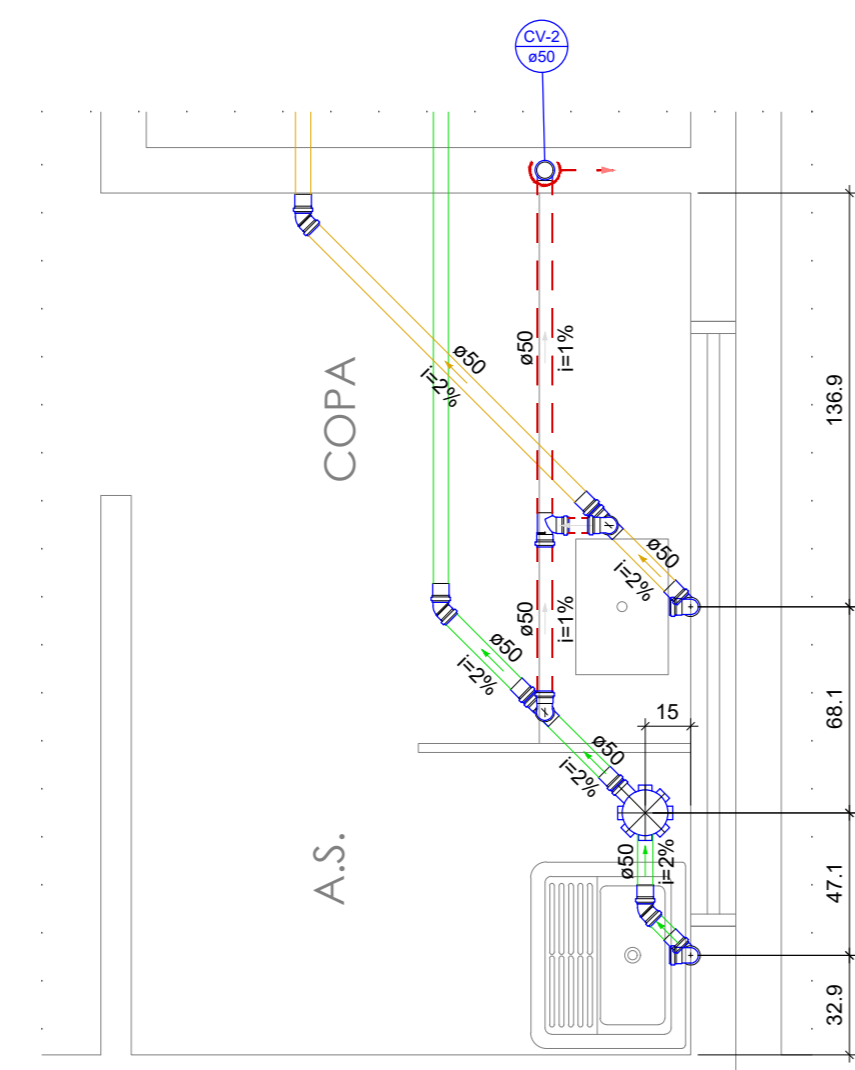 CV-2
ø50
ø50
i=2%
ø50
i=1%
136.9
COPA
ø50
i=2%
ø50
i=1%
ø50
i=2%
68.1
15
ø50
i=2%
A.S.
ø50
i=2%
47.1
32.9